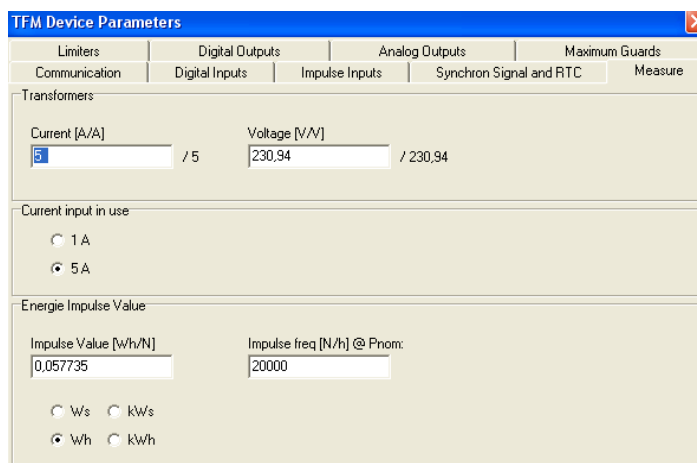 TFM Device Parameters
Limiters Digital Outputs Analog Outputs Maximum Guards
Communication Digital Inputs Impulse Inputs Synchron Signal and RTC Measure
Transformers
Current [A/A] Voltage [V/V]
5 / 5 230,94 / 230,94
Current input in use
1 A
5 A
Energie Impulse Value
Impulse Value [Wh/N] Impulse freq [N/h] @ Pnom:
0,057735 20000
Ws kWs
Wh kWh